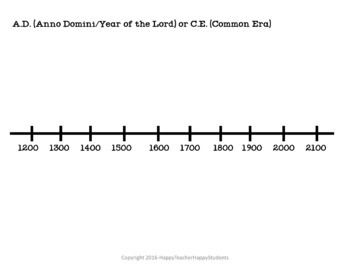 A.D. (Anno Domini/Year of the Lord) or C.E. (Common Era)
1200 1300 1400 1500 1600 1700 1800 1900 2000 2100
Copyright 2016-HappyTeacherHappyStudents